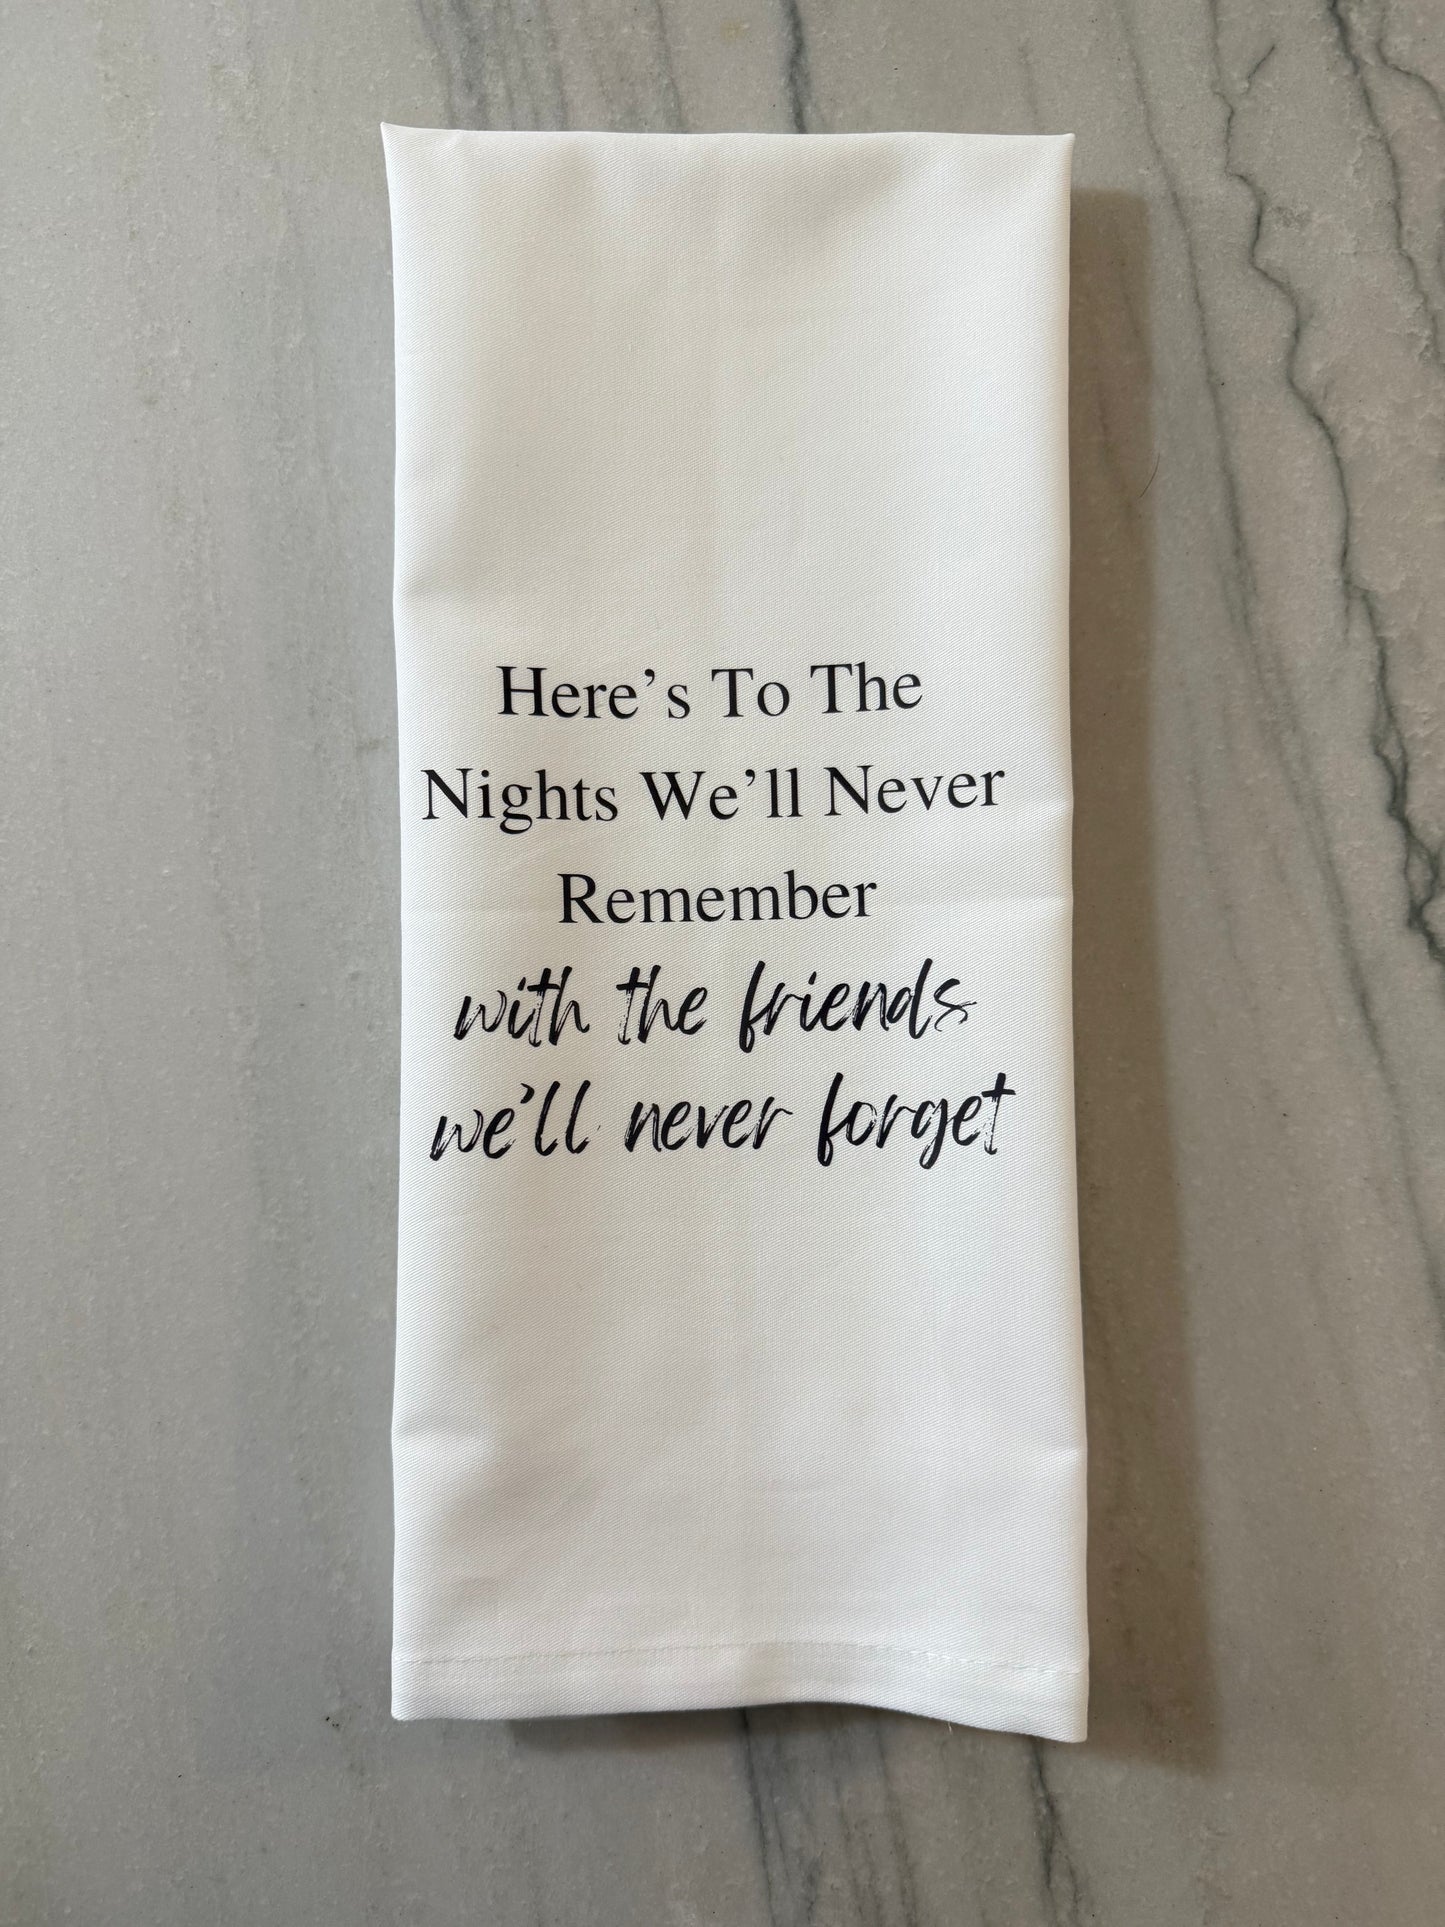 Here’s To The
Nights We’ll Never
Remember
with the friends
we’ll never forget